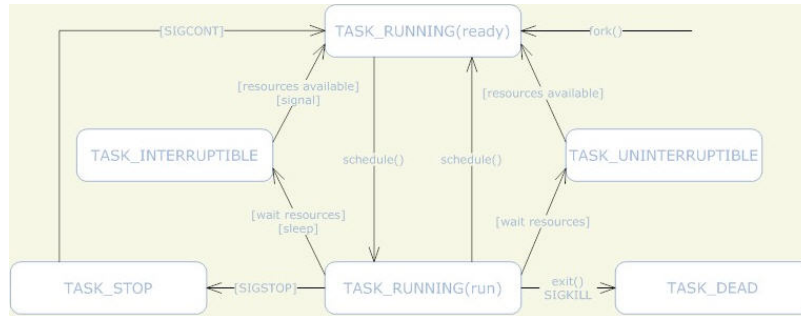 [SIGCONT]
TASK_RUNNING(ready)
fork()
[resources available]
[signal]
[resources available]
TASK_INTERRUPTIBLE
schedule()
schedule()
TASK_UNINTERRUPTIBLE
[wait resources]
[sleep]
[wait resources]
TASK_STOP
[SIGSTOP]
TASK_RUNNING(run)
exit()
SIGKILL
TASK_DEAD